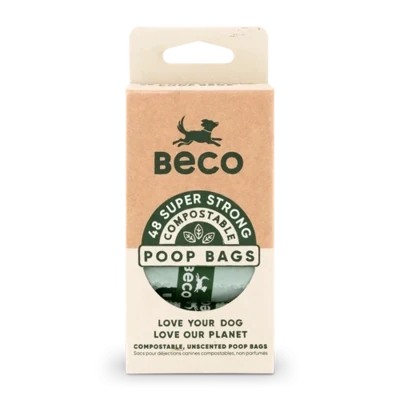 BeCO
48 SUPER STRONG
COMPOSTABLE
POOP BAGS
BeCO
LOVE YOUR DOG
LOVE OUR PLANET
COMPOSTABLE, UNSCENTED POOP BAGS
Sacs pour déjections canines compostables, non parfumés